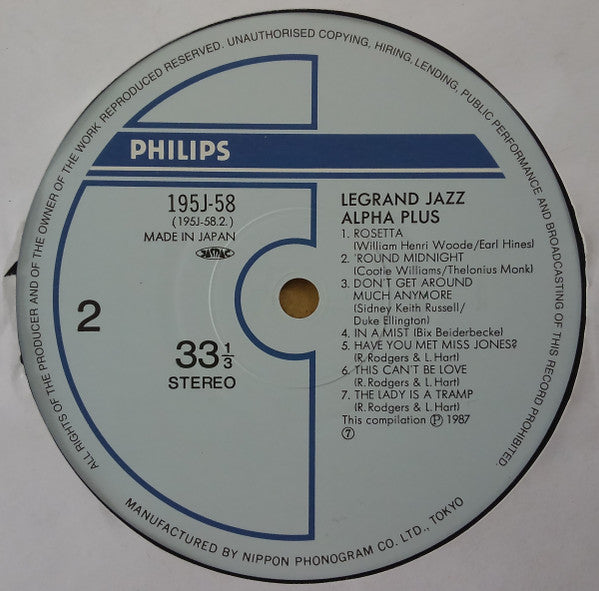 ALL RIGHTS OF THE PRODUCER AND OF THE OWNER OF THE WORK REPRODUCED RESERVED. UNAUTHORISED COPYING, HIRING, LENDING, PUBLIC PERFORMANCE AND BROADCASTING OF THIS RECORD PROHIBITED.
PHILIPS
195J-58
(195J-58.2.)
MADE IN JAPAN
JASRAC
2
33 1/3
STEREO
LEGRAND JAZZ
ALPHA PLUS
1. ROSETTA
(William Henri Woode/Earl Hines)
2. 'ROUND MIDNIGHT
(Cootie Williams/Thelonius Monk)
3. DON'T GET AROUND
MUCH ANYMORE
(Sidney Keith Russell/
Duke Ellington)
4. IN A MIST (Bix Beiderbecke)
5. HAVE YOU MET MISS JONES?
(R. Rodgers & L. Hart)
6. THIS CAN'T BE LOVE
(R. Rodgers & L. Hart)
7. THE LADY IS A TRAMP
(R. Rodgers & L. Hart)
This compilation Ⓟ 1987
⑦
MANUFACTURED BY NIPPON PHONOGRAM CO. LTD., TOKYO